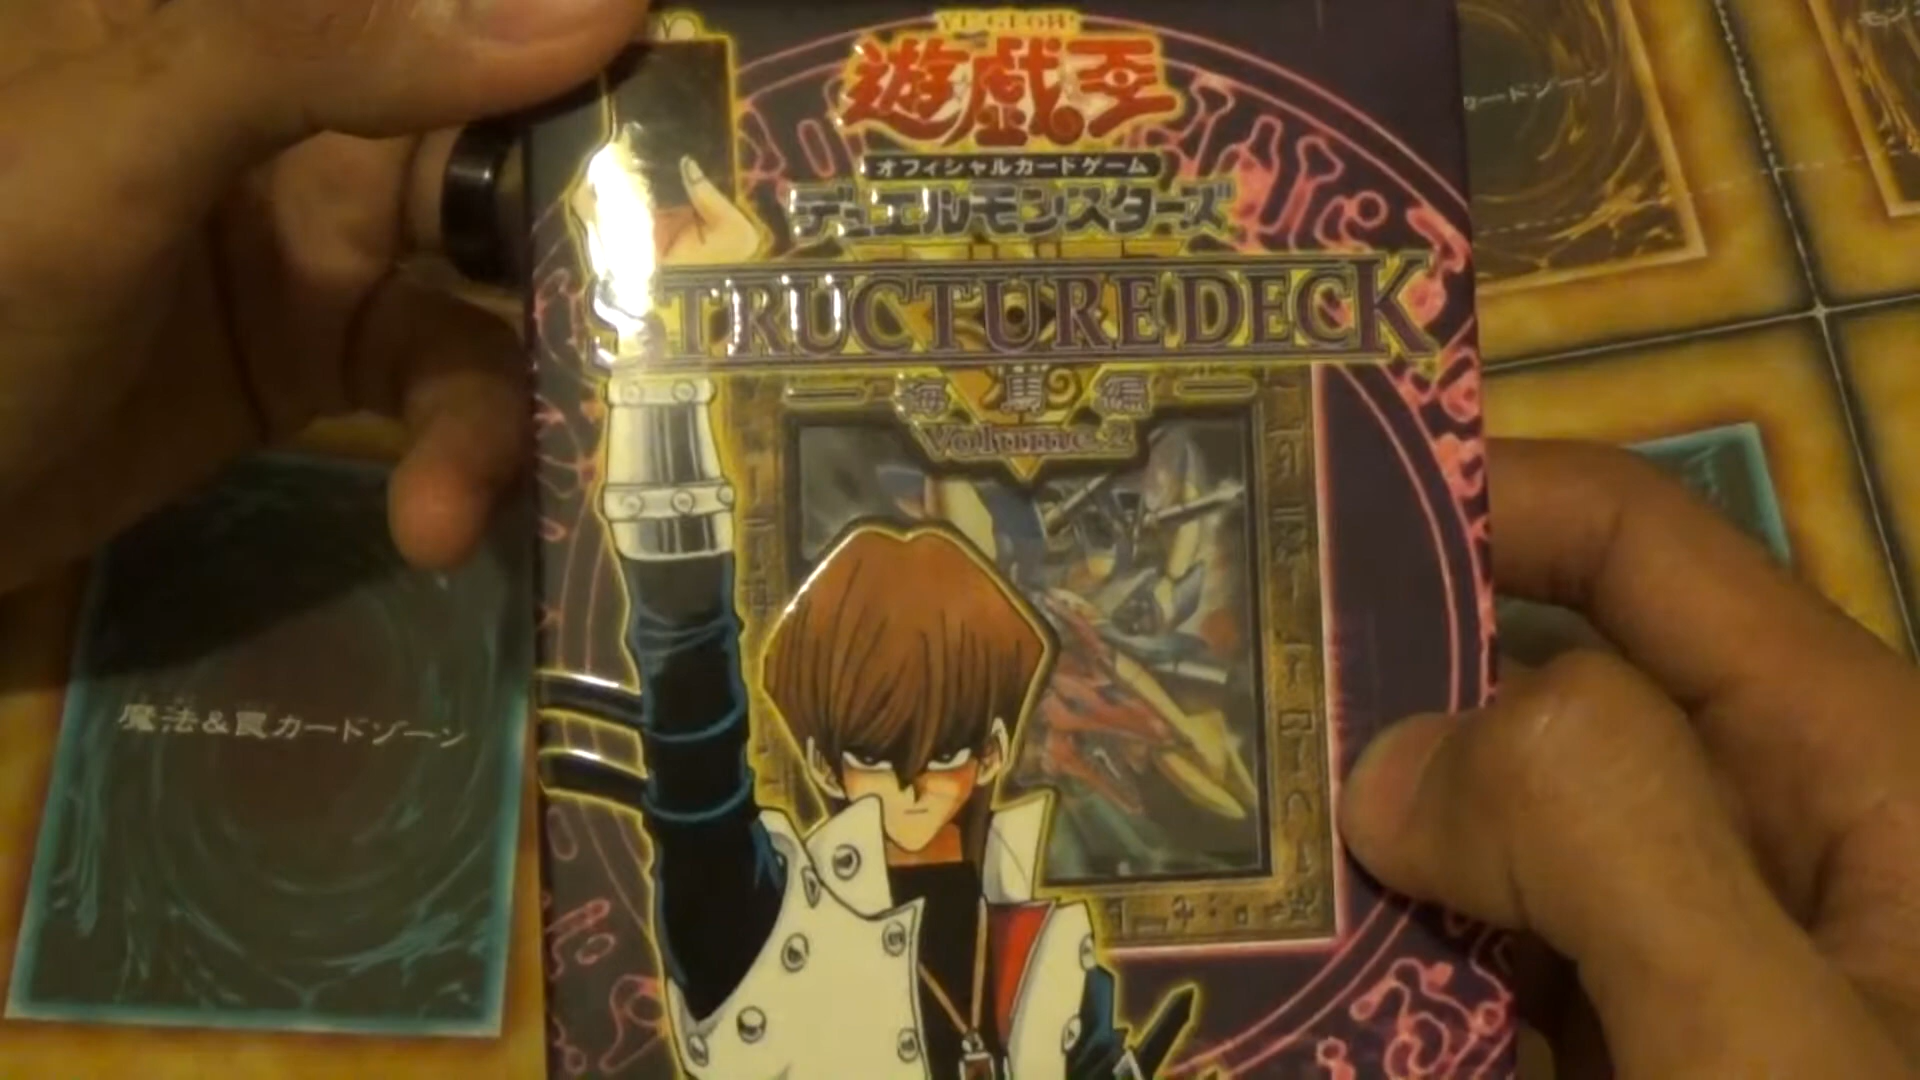 YU-GI-OH!
遊戯王
オフィシャルカードゲーム
デュエルモンスターズ
STRUCTURE DECK
海馬編
Volume.2
魔法&罠カードゾーン
カードゾーン